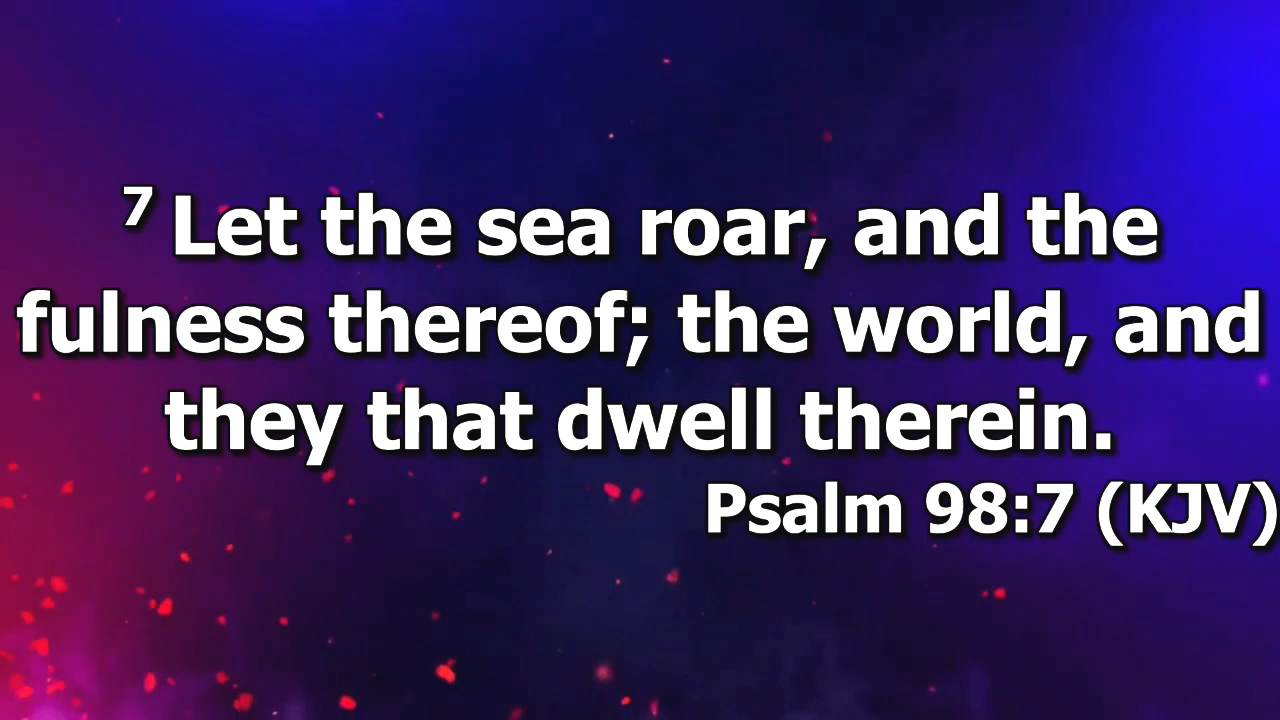 7 Let the sea roar, and the
fulness thereof; the world, and
they that dwell therein.
Psalm 98:7 (KJV)